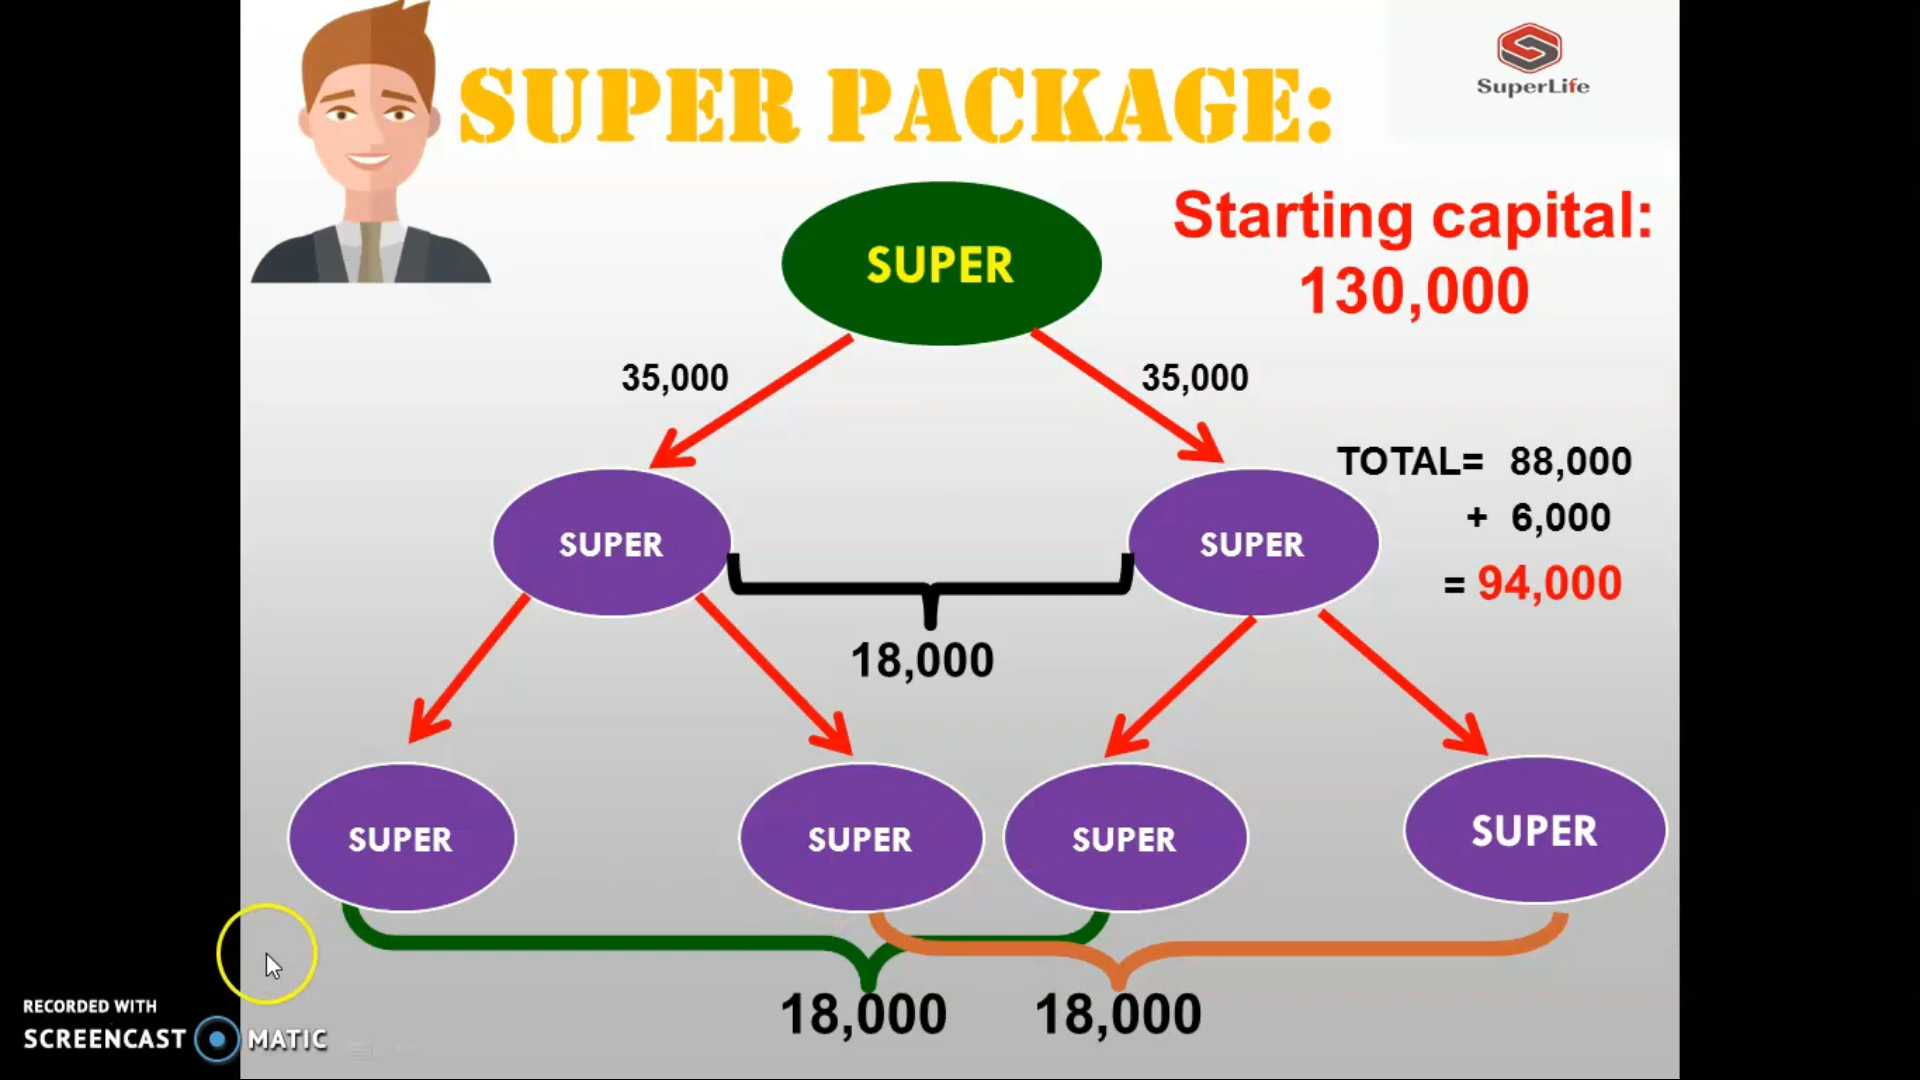 SUPER PACKAGE:
SuperLife
Starting capital:
130,000
SUPER
35,000
35,000
TOTAL= 88,000
+ 6,000
= 94,000
SUPER
SUPER
18,000
SUPER
SUPER
SUPER
SUPER
18,000
18,000
RECORDED WITH
SCREENCAST MATIC